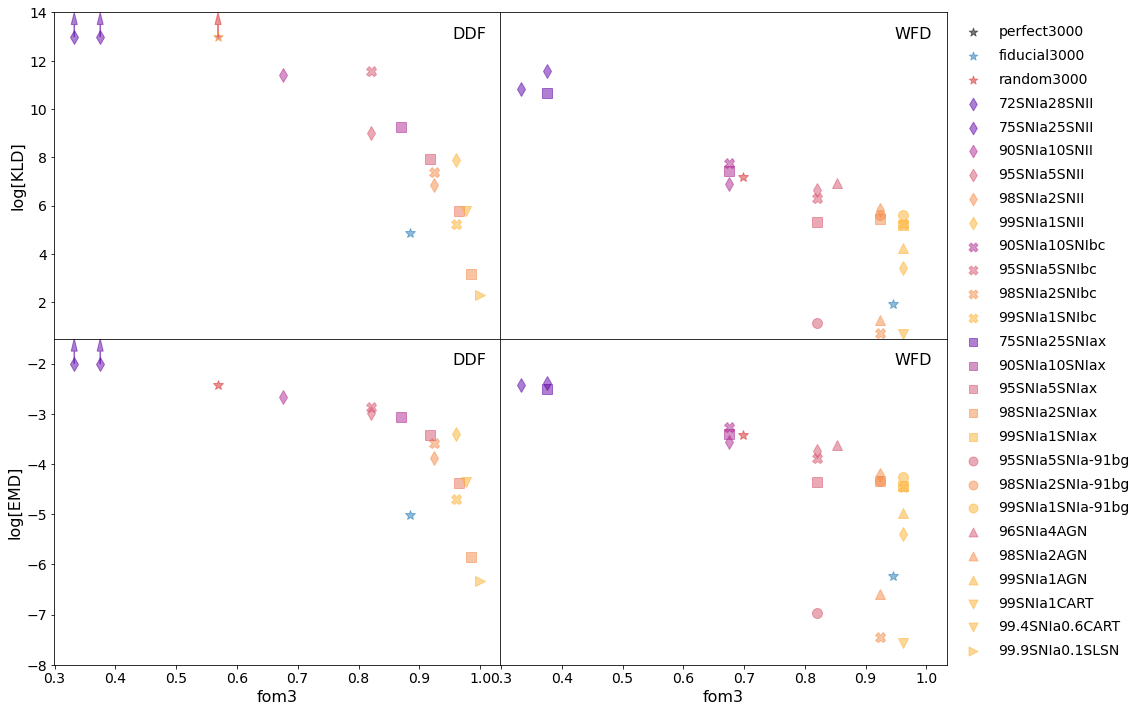 DDF
WFD
log[KLD]
14
12
10
8
6
4
2
DDF
WFD
log[EMD]
−2
−3
−4
−5
−6
−7
−8
0.3
0.4
0.5
0.6
0.7
0.8
0.9
1.0
fom3
0.3
0.4
0.5
0.6
0.7
0.8
0.9
1.0
fom3
perfect3000
fiducial3000
random3000
72SNIa28SNII
75SNIa25SNII
90SNIa10SNII
95SNIa5SNII
98SNIa2SNII
99SNIa1SNII
90SNIa10SNIbc
95SNIa5SNIbc
98SNIa2SNIbc
99SNIa1SNIbc
75SNIa25SNIax
90SNIa10SNIax
95SNIa5SNIax
98SNIa2SNIax
99SNIa1SNIax
95SNIa5SNIa-91bg
98SNIa2SNIa-91bg
99SNIa1SNIa-91bg
96SNIa4AGN
98SNIa2AGN
99SNIa1AGN
99SNIa1CART
99.4SNIa0.6CART
99.9SNIa0.1SLSN